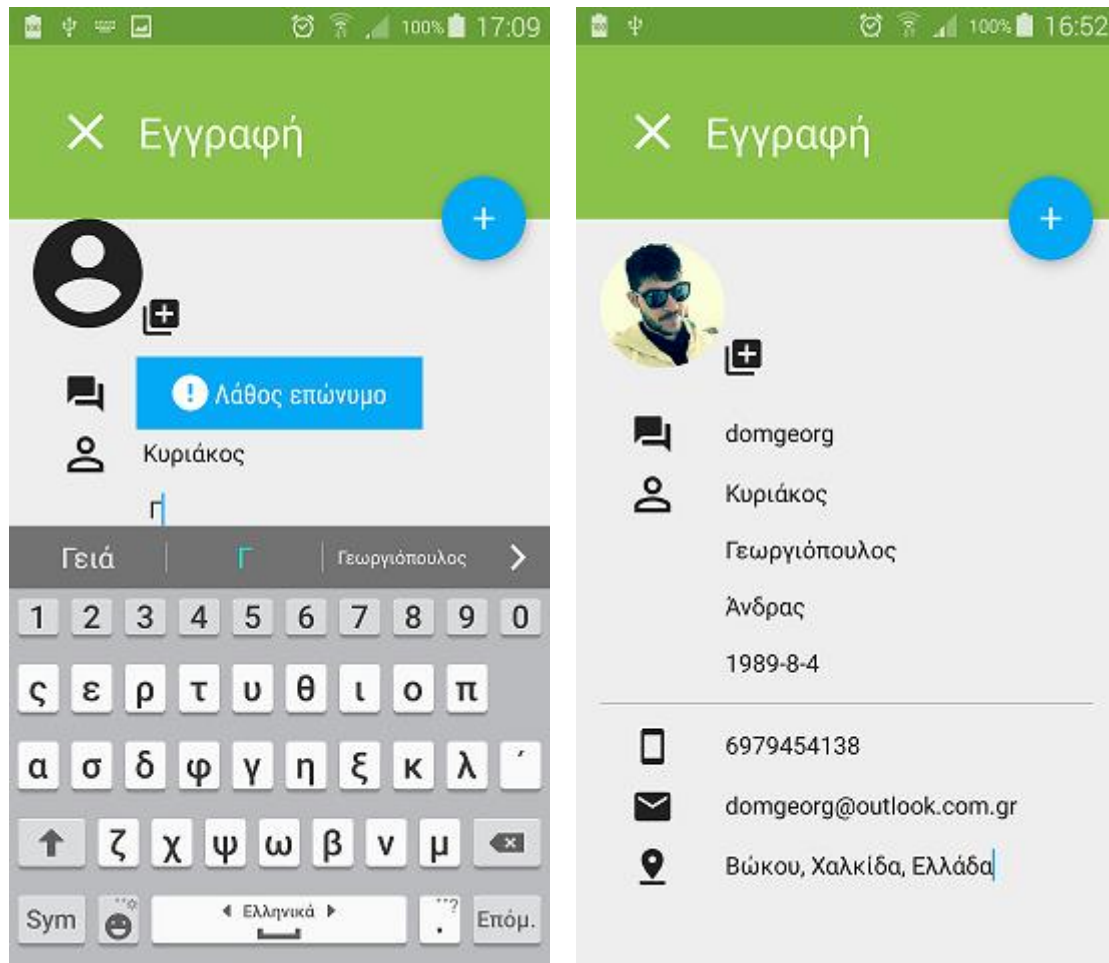 100% 17:09
Εγγραφή
Λάθος επώνυμο
Κυριάκος
Γ
Γειά Γ Γεωργιόπουλος
1 2 3 4 5 6 7 8 9 0
ς ε ρ τ υ θ ι ο π
α σ δ φ γ η ξ κ λ ´
ζ χ ψ ω β ν μ
Sym Ελληνικά . ? Επόμ.
100% 16:52
Εγγραφή
domgeorg
Κυριάκος
Γεωργιόπουλος
Άνδρας
1989-8-4
6979454138
domgeorg@outlook.com.gr
Βώκου, Χαλκίδα, Ελλάδα